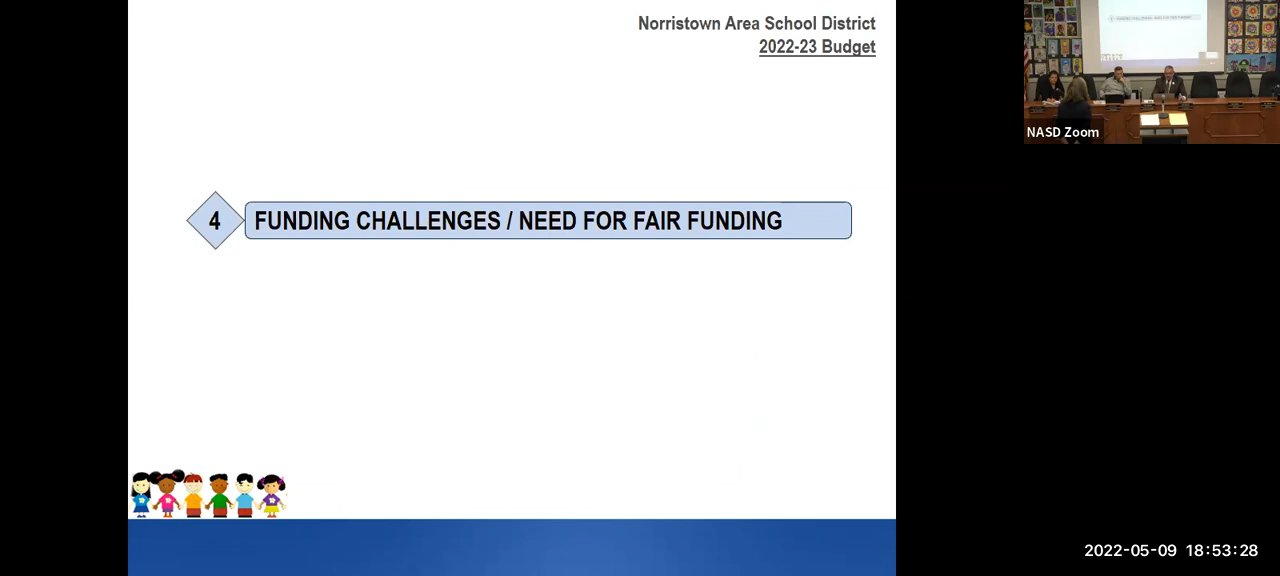 Norristown Area School District
2022-23 Budget
4
FUNDING CHALLENGES / NEED FOR FAIR FUNDING
NASD Zoom
2022-05-09 18:53:28